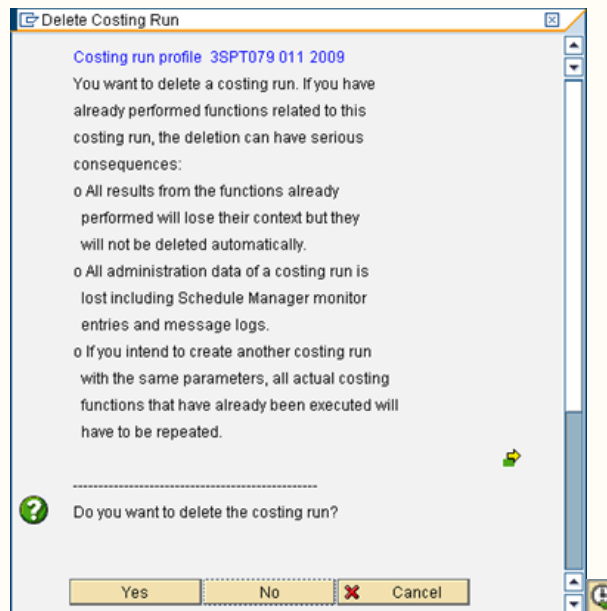 Delete Costing Run
Costing run profile 3SPT079 011 2009
You want to delete a costing run. If you have
already performed functions related to this
costing run, the deletion can have serious
consequences:
o All results from the functions already
performed will lose their context but they
will not be deleted automatically.
o All administration data of a costing run is
lost including Schedule Manager monitor
entries and message logs.
o If you intend to create another costing run
with the same parameters, all actual costing
functions that have already been executed will
have to be repeated.
------------------------------------------------
Do you want to delete the costing run?
Yes No Cancel